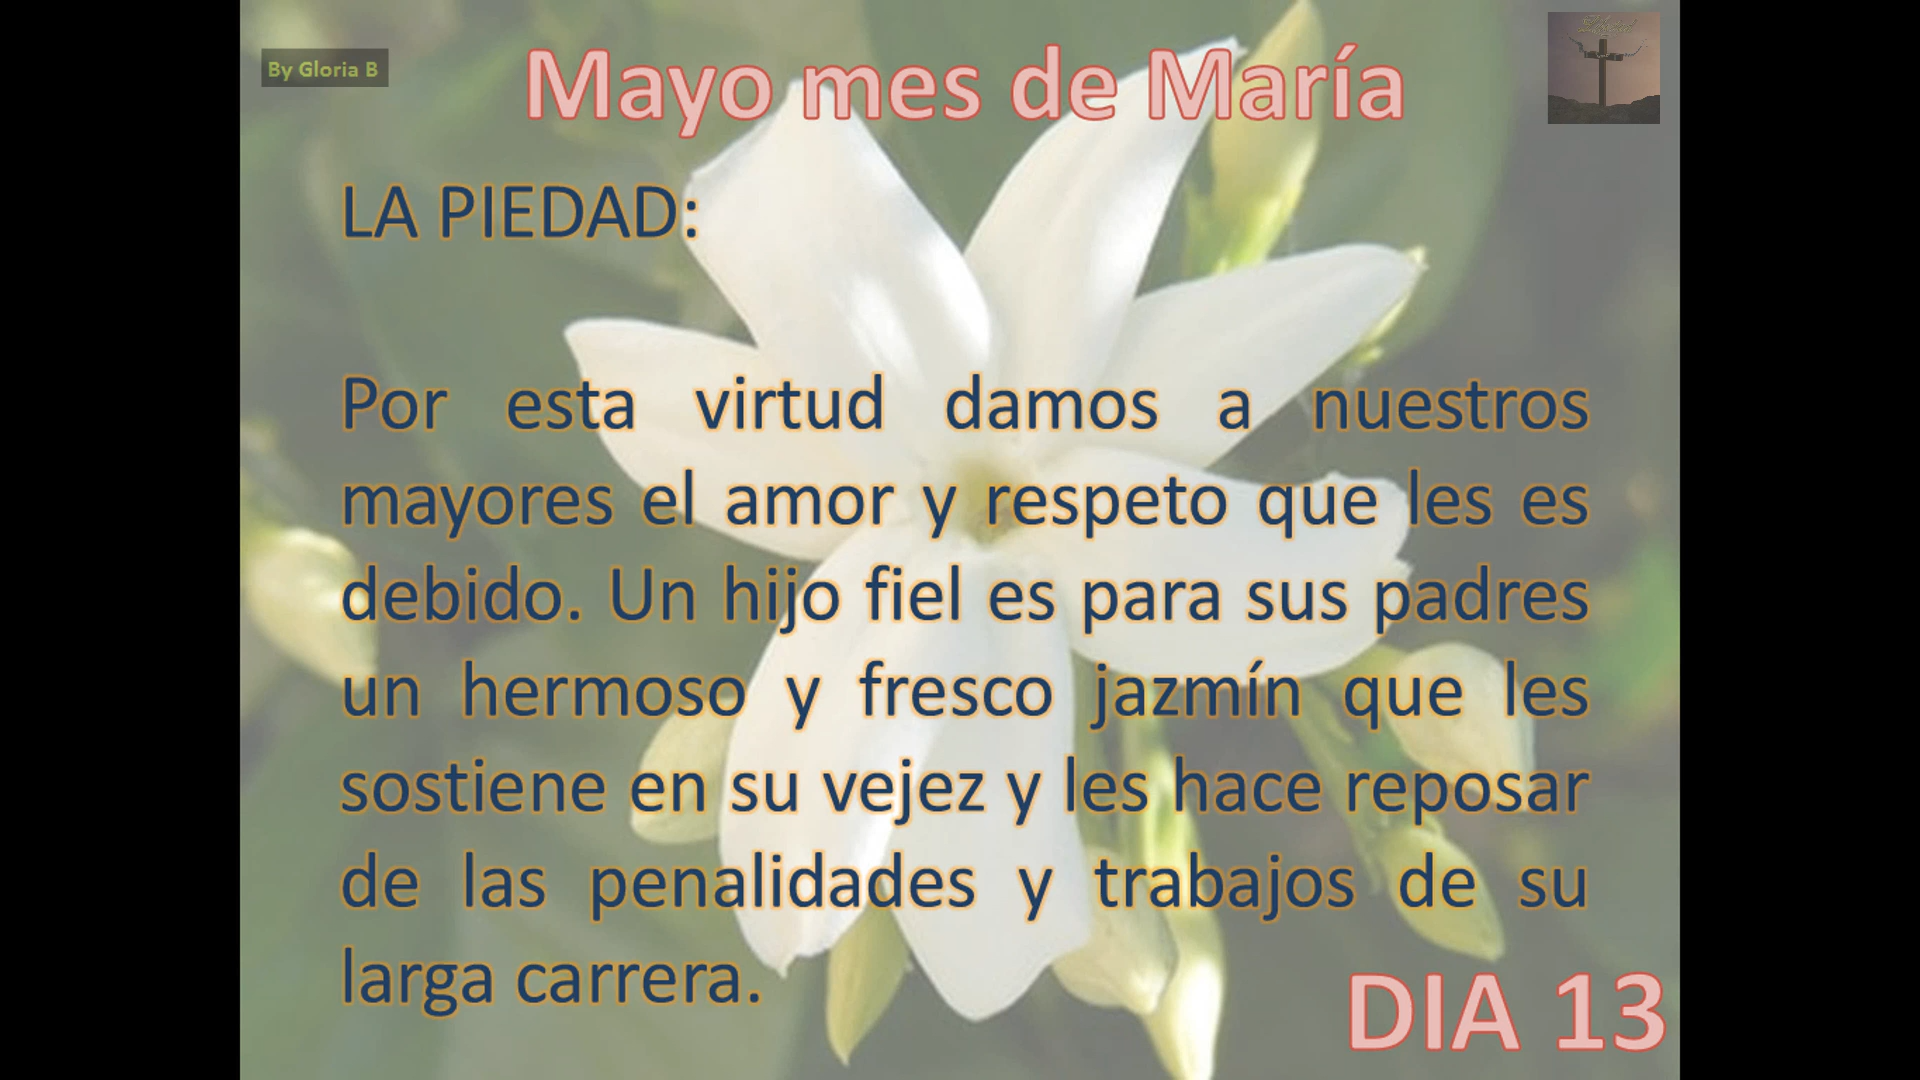 By Gloria B
Mayo mes de María
LA PIEDAD:
Por esta virtud damos a nuestros
mayores el amor y respeto que les es
debido. Un hijo fiel es para sus padres
un hermoso y fresco jazmín que les
sostiene en su vejez y les hace reposar
de las penalidades y trabajos de su
larga carrera.
DIA 13